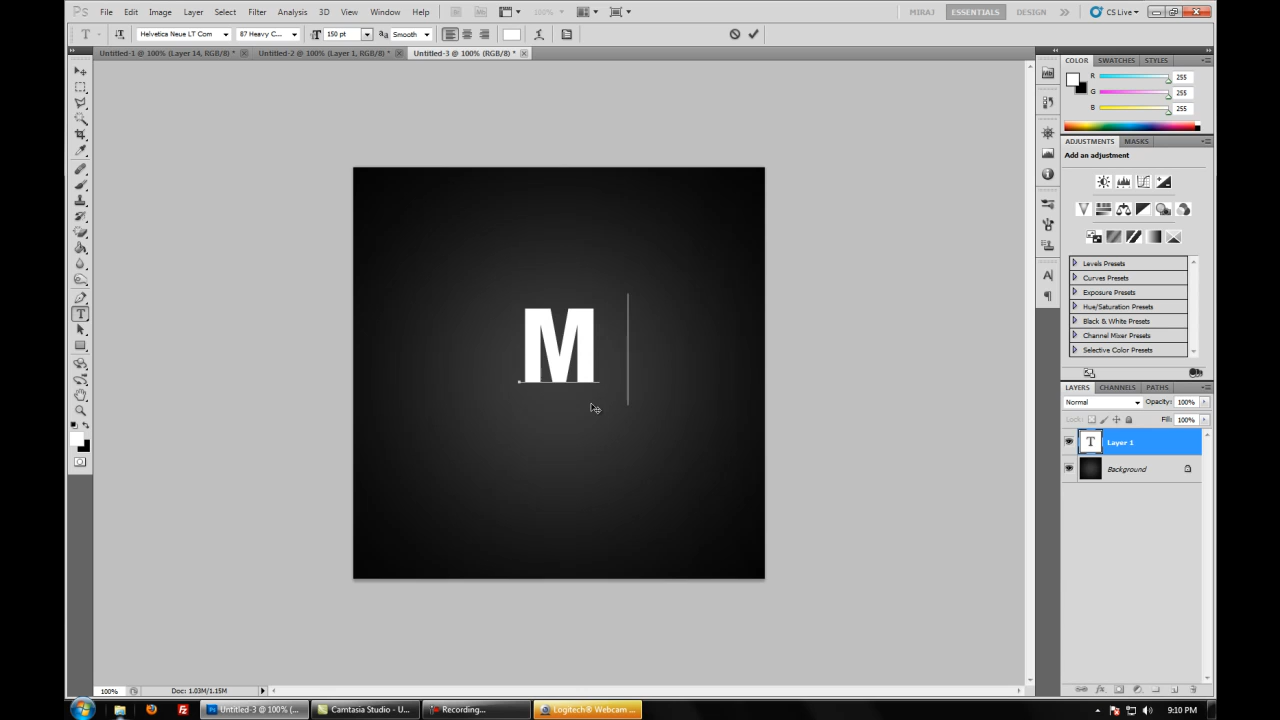 Ps File Edit Image Layer Select Filter Analysis 3D View Window Help 100% MIRAJ ESSENTIALS DESIGN CS Live
T Helvetica Neue LT Com 87 Heavy C... 150 pt aa Smooth
Untitled-1 @ 100% (Layer 14, RGB/8) * Untitled-2 @ 100% (Layer 1, RGB/8) * Untitled-3 @ 100% (RGB/8) *
COLOR SWATCHES STYLES
R 255
G 255
B 255
ADJUSTMENTS MASKS
Add an adjustment
Levels Presets
Curves Presets
Exposure Presets
Hue/Saturation Presets
Black & White Presets
Channel Mixer Presets
Selective Color Presets
M
LAYERS CHANNELS PATHS
Normal Opacity: 100%
Lock: Fill: 100%
T Layer 1
Background
100% Doc: 1.03M/1.15M
Untitled-3 @ 100% (... Camtasia Studio - U... Recording... Logitech® Webcam ... 9:10 PM